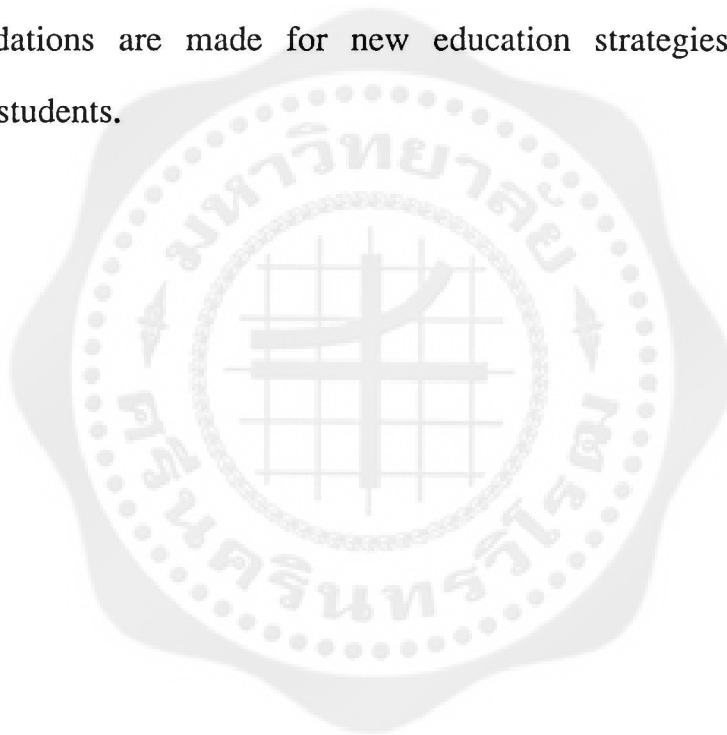 dations are made for new education strategies
students.
มหาวิทยาลัย
ศรีนครินทรวิโรฒ